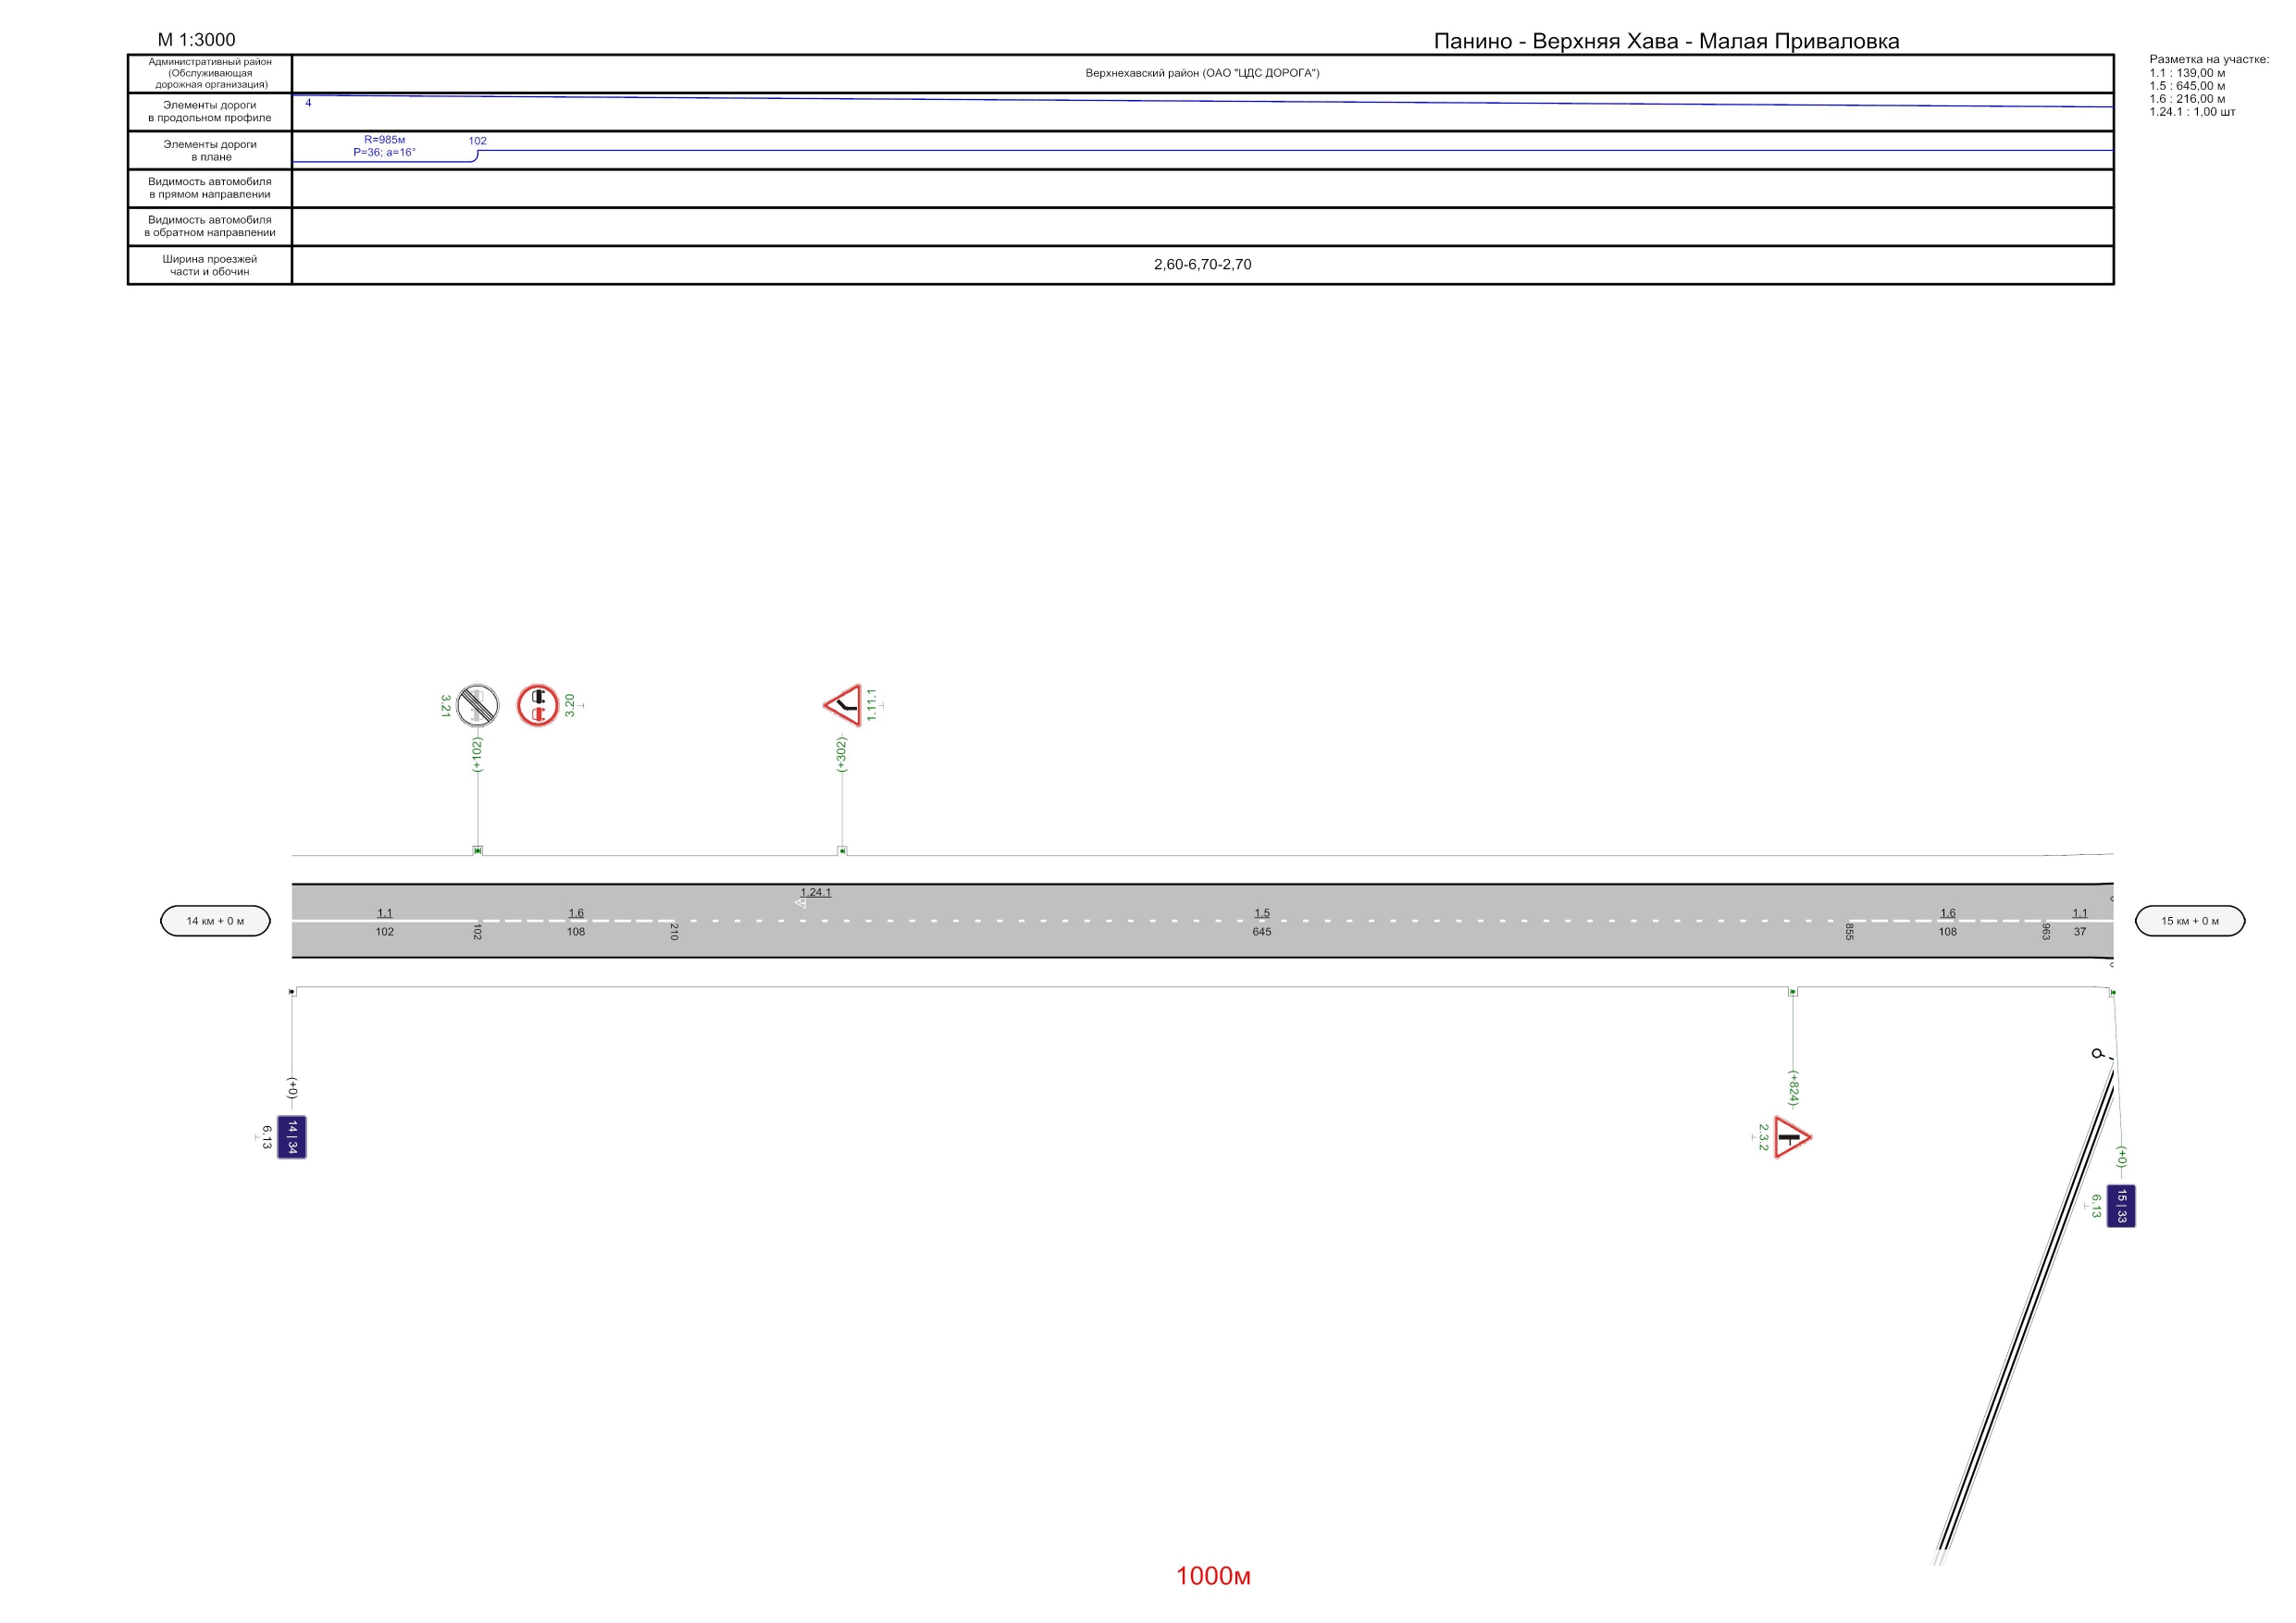 М 1:3000
Панино - Верхняя Хава - Малая Приваловка
Административный район
(Обслуживающая
дорожная организация)
Верхнехавский район (ОАО "ЦДС ДОРОГА")
Элементы дороги
в продольном профиле
4
Элементы дороги
в плане
R=985м
P=36; a=16°
102
Видимость автомобиля
в прямом направлении
Видимость автомобиля
в обратном направлении
Ширина проезжей
части и обочин
2,60-6,70-2,70
Разметка на участке:
1.1 : 139,00 м
1.5 : 645,00 м
1.6 : 216,00 м
1.24.1 : 1,00 шт
3.21
3.20
1.11.1
(+102)
(+302)
1.24.1
14 км + 0 м
1.1
1.6
1.5
1.6
1.1
15 км + 0 м
102
102
108
210
645
855
108
963
37
(+0)
14 | 34
6.13
(+824)
2.3.2
(+0)
15 | 33
6.13
1000м